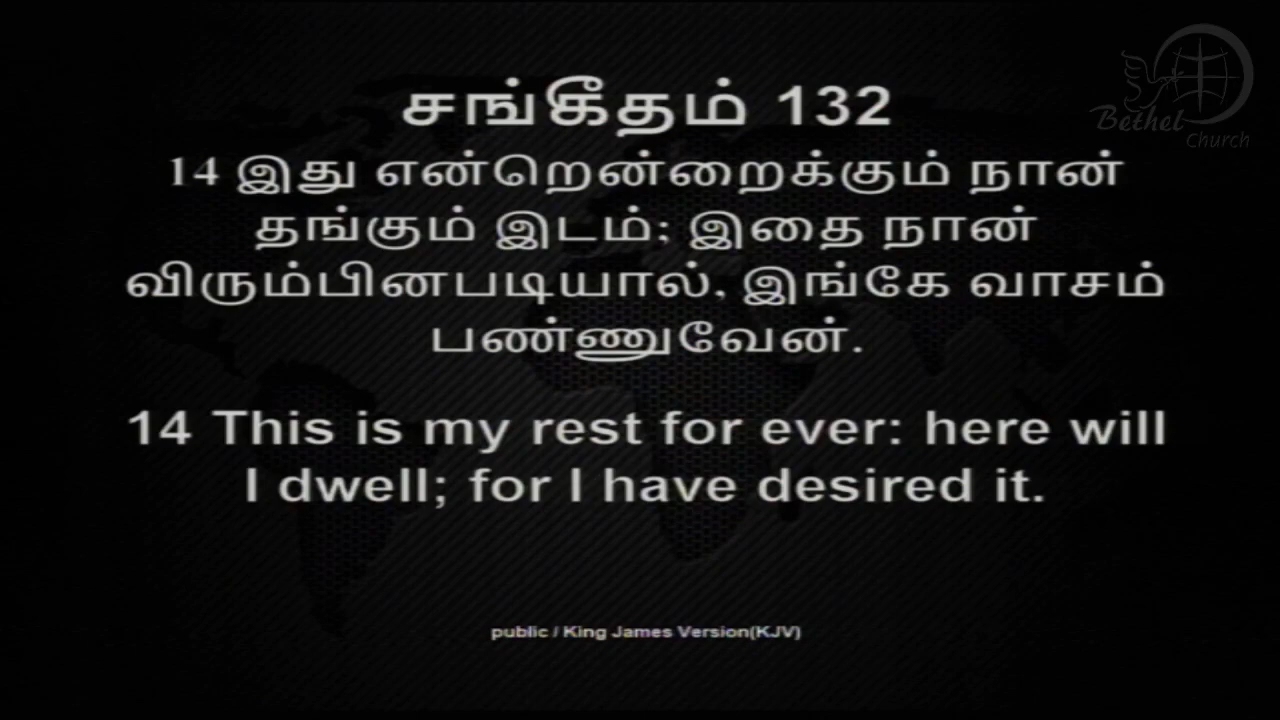 Bethel
Church
சங்கீதம் 132
14 இது என்றென்றைக்கும் நான்
தங்கும் இடம்; இதை நான்
விரும்பினபடியால், இங்கே வாசம்
பண்ணுவேன்.
14 This is my rest for ever: here will
I dwell; for I have desired it.
public / King James Version(KJV)